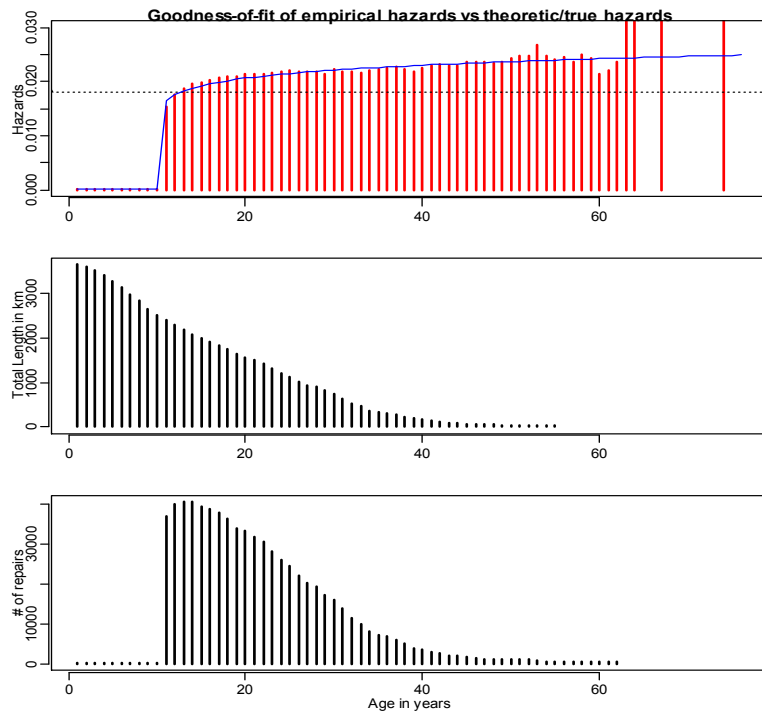 Goodness-of-fit of empirical hazards vs theoretic/true hazards
Hazards
0.000
0.010
0.020
0.030
0 20 40 60
Total Length in km
0
1000
2000
3000
0 20 40 60
# of repairs
0
10000
30000
0 20 40 60
Age in years